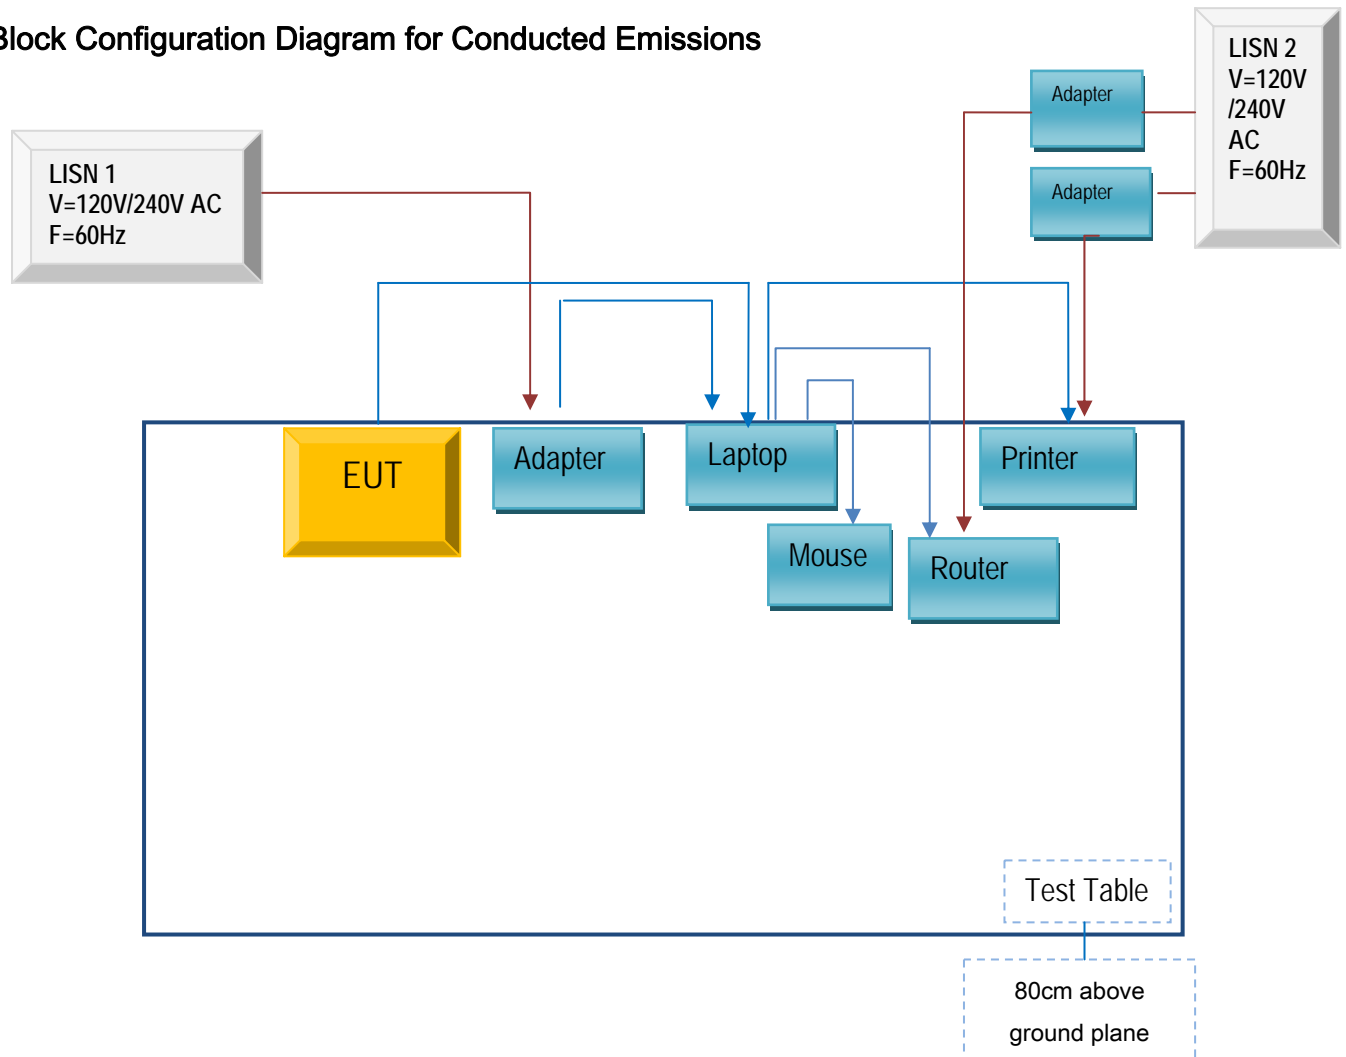 Block Configuration Diagram for Conducted Emissions
LISN 2
V=120V
/240V
AC
F=60Hz
Adapter
Adapter
LISN 1
V=120V/240V AC
F=60Hz
EUT
Adapter
Laptop
Printer
Mouse
Router
Test Table
80cm above
ground plane